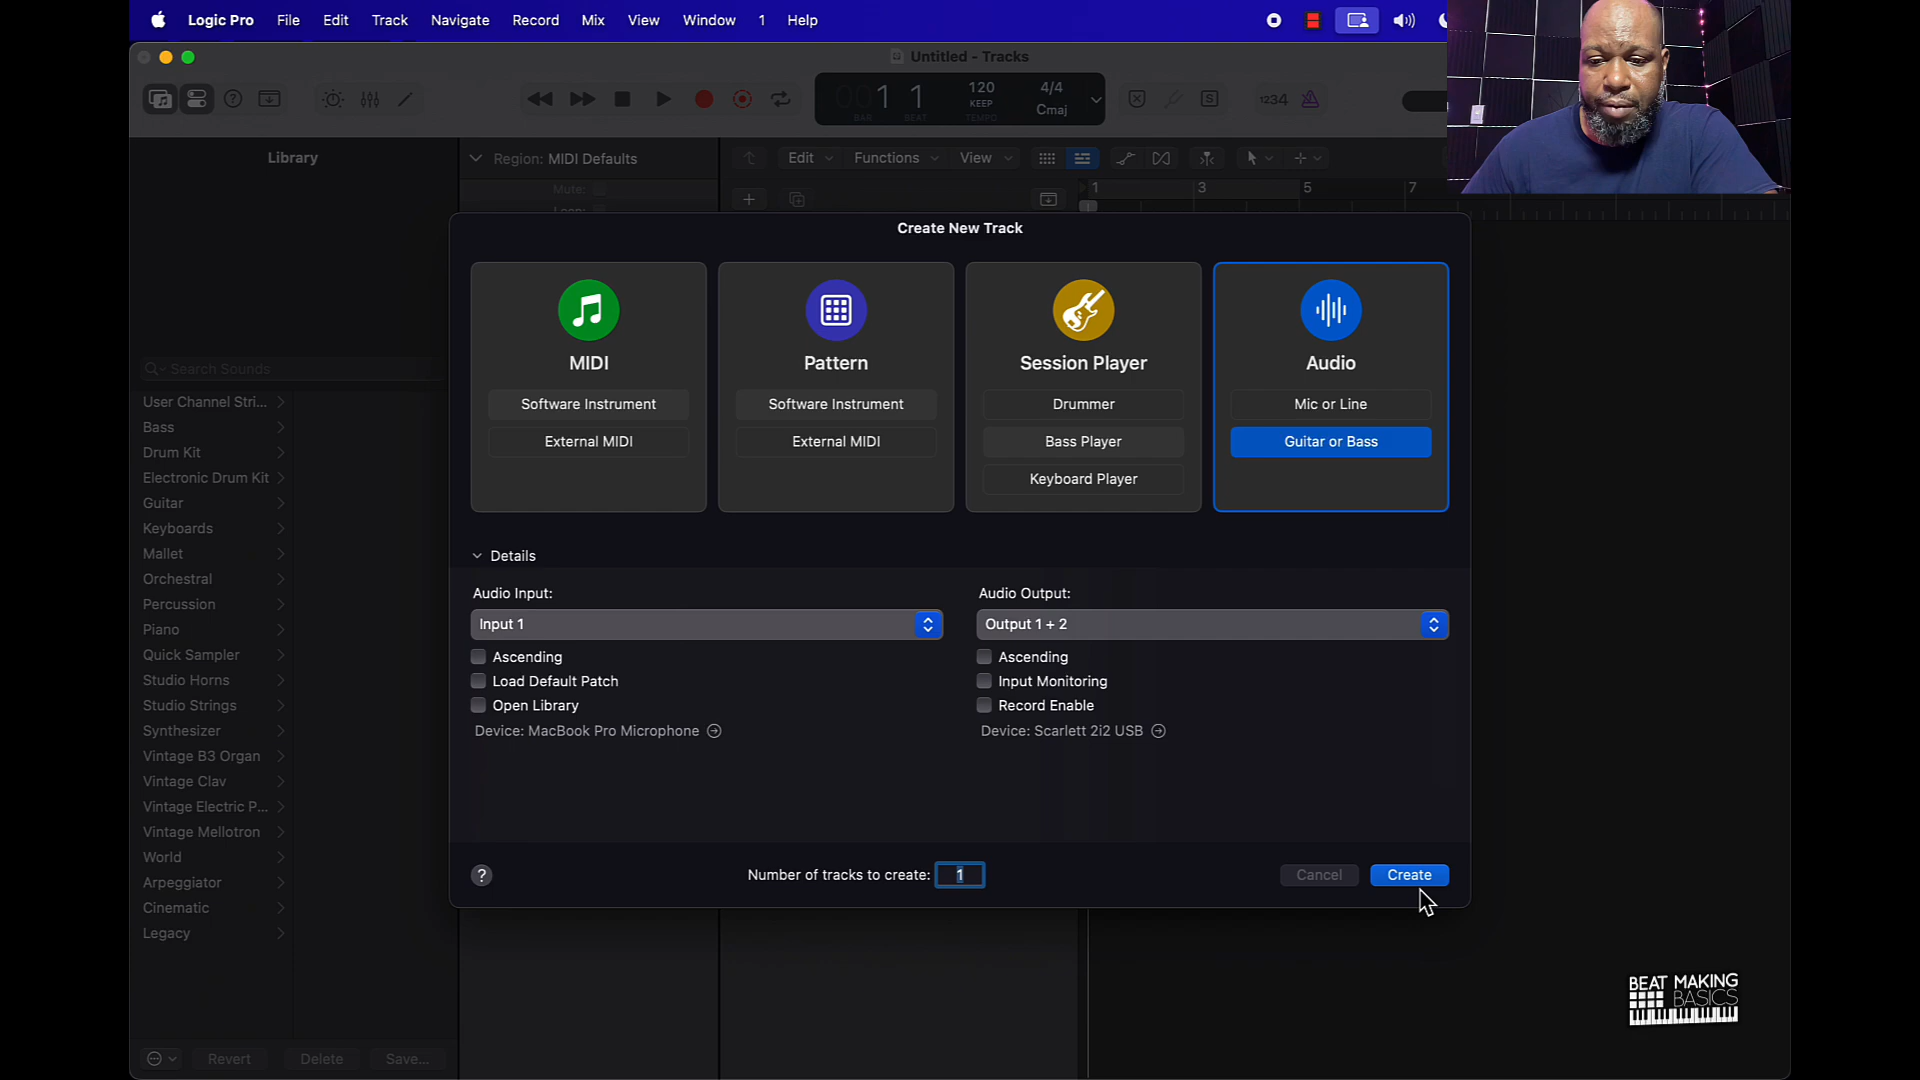 Logic Pro File Edit Track Navigate Record Mix View Window 1 Help
Untitled - Tracks
1 1 120 4/4
KEEP Cmaj
BAR BEAT TEMPO
1234
Library
Region: MIDI Defaults
Edit Functions View
Mute:
Loop:
1 3 5 7
Create New Track
MIDI
Software Instrument
External MIDI
Pattern
Software Instrument
External MIDI
Session Player
Drummer
Bass Player
Keyboard Player
Audio
Mic or Line
Guitar or Bass
Search Sounds
User Channel Stri...
Bass
Drum Kit
Electronic Drum Kit
Guitar
Keyboards
Mallet
Orchestral
Percussion
Piano
Quick Sampler
Studio Horns
Studio Strings
Synthesizer
Vintage B3 Organ
Vintage Clav
Vintage Electric P...
Vintage Mellotron
World
Arpeggiator
Cinematic
Legacy
Details
Audio Input:
Input 1
Ascending
Load Default Patch
Open Library
Device: MacBook Pro Microphone
Audio Output:
Output 1 + 2
Ascending
Input Monitoring
Record Enable
Device: Scarlett 2i2 USB
? Number of tracks to create: 1 Cancel Create
Revert Delete Save...
BEAT MAKING
BASICS